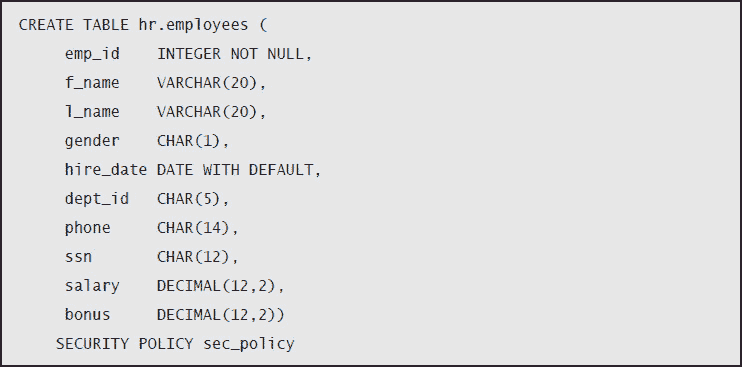 CREATE TABLE hr.employees (
emp_id INTEGER NOT NULL,
f_name VARCHAR(20),
l_name VARCHAR(20),
gender CHAR(1),
hire_date DATE WITH DEFAULT,
dept_id CHAR(5),
phone CHAR(14),
ssn CHAR(12),
salary DECIMAL(12,2),
bonus DECIMAL(12,2))
SECURITY POLICY sec_policy